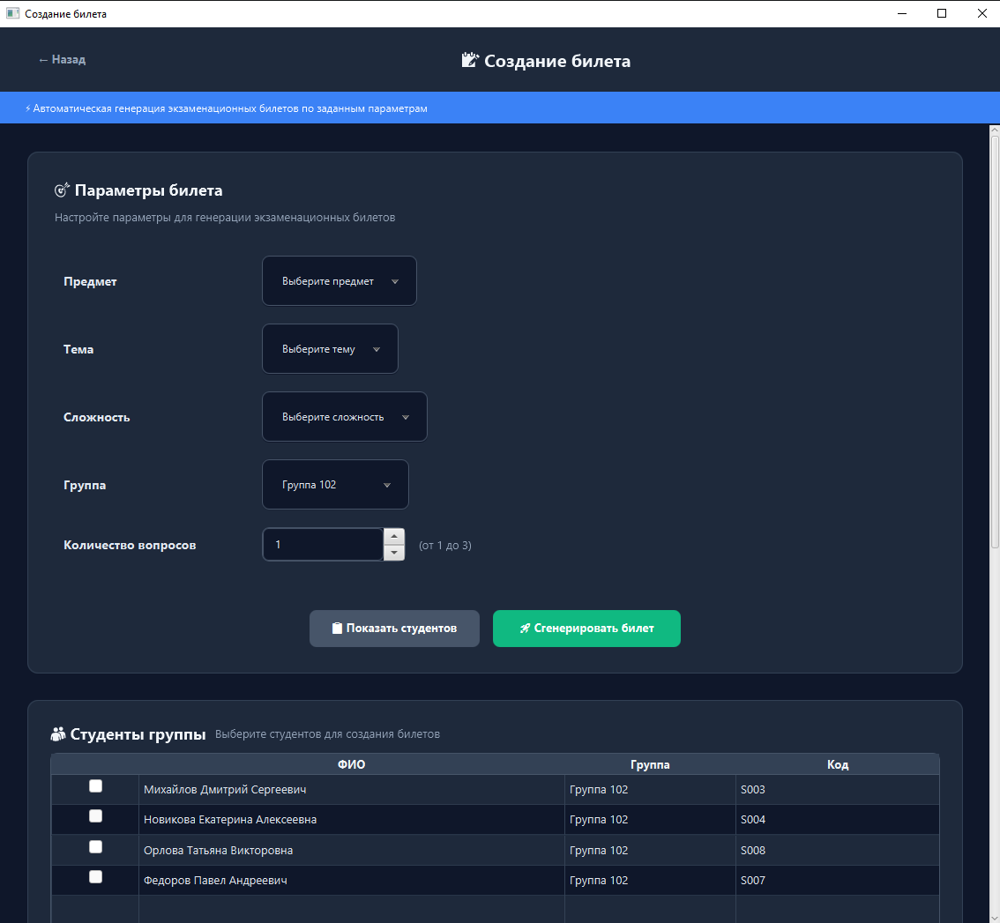 Создание билета
← Назад
Создание билета
⚡ Автоматическая генерация экзаменационных билетов по заданным параметрам
Параметры билета
Настройте параметры для генерации экзаменационных билетов
Предмет Выберите предмет
Тема Выберите тему
Сложность Выберите сложность
Группа Группа 102
Количество вопросов 1 (от 1 до 3)
Показать студентов Сгенерировать билет
Студенты группы Выберите студентов для создания билетов
ФИО Группа Код
Михайлов Дмитрий Сергеевич Группа 102 S003
Новикова Екатерина Алексеевна Группа 102 S004
Орлова Татьяна Викторовна Группа 102 S008
Федоров Павел Андреевич Группа 102 S007